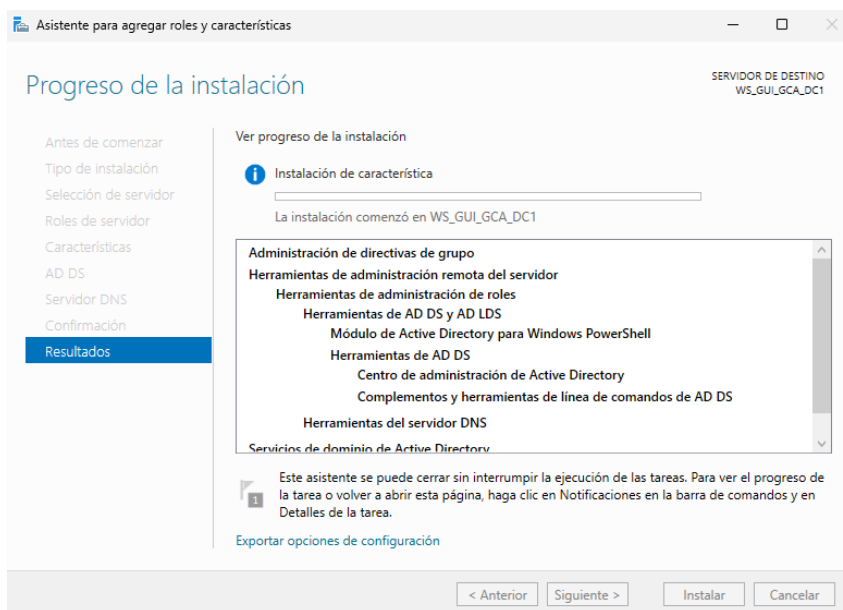 Asistente para agregar roles y características
Progreso de la instalación
SERVIDOR DE DESTINO
WS_GUI_GCA_DC1
Antes de comenzar
Tipo de instalación
Selección de servidor
Roles de servidor
Características
AD DS
Servidor DNS
Confirmación
Resultados
Ver progreso de la instalación
Instalación de característica
La instalación comenzó en WS_GUI_GCA_DC1
Administración de directivas de grupo
Herramientas de administración remota del servidor
Herramientas de administración de roles
Herramientas de AD DS y AD LDS
Módulo de Active Directory para Windows PowerShell
Herramientas de AD DS
Centro de administración de Active Directory
Complementos y herramientas de línea de comandos de AD DS
Herramientas del servidor DNS
Servicios de dominio de Active Directory
1
Este asistente se puede cerrar sin interrumpir la ejecución de las tareas. Para ver el progreso de
la tarea o volver a abrir esta página, haga clic en Notificaciones en la barra de comandos y en
Detalles de la tarea.
Exportar opciones de configuración
< Anterior
Siguiente >
Instalar
Cancelar